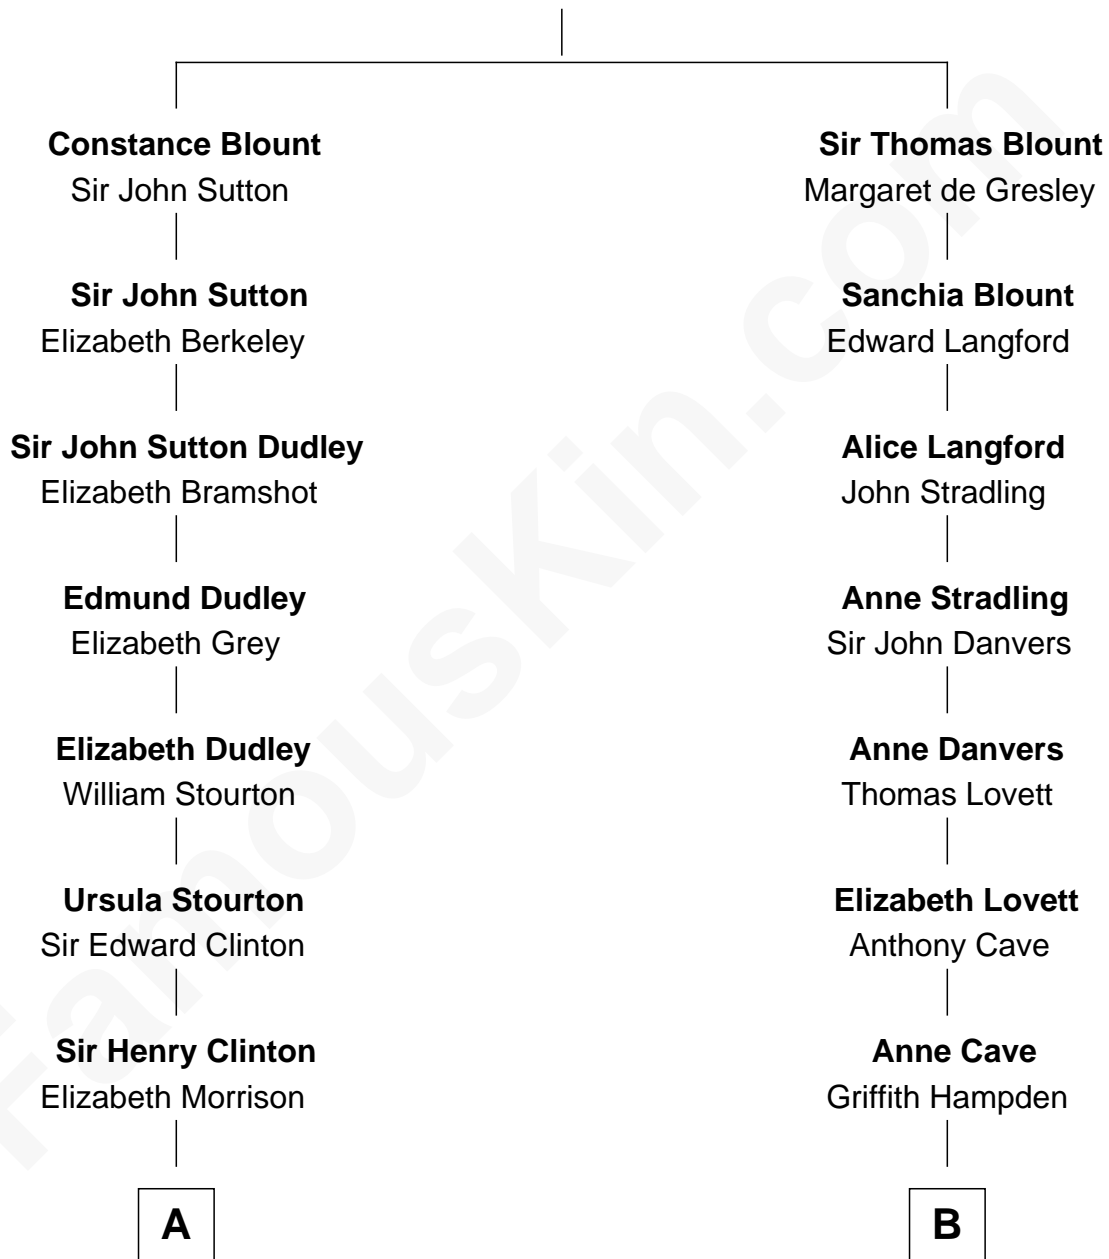 Constance Blount
Sir John Sutton
Sir Thomas Blount
Margaret de Gresley
Sir John Sutton
Elizabeth Berkeley
Sanchia Blount
Edward Langford
Sir John Sutton Dudley
Elizabeth Bramshot
Alice Langford
John Stradling
Edmund Dudley
Elizabeth Grey
Anne Stradling
Sir John Danvers
Elizabeth Dudley
William Stourton
Anne Danvers
Thomas Lovett
Ursula Stourton
Sir Edward Clinton
Elizabeth Lovett
Anthony Cave
Sir Henry Clinton
Elizabeth Morrison
Anne Cave
Griffith Hampden
A
B
FamousKin.com